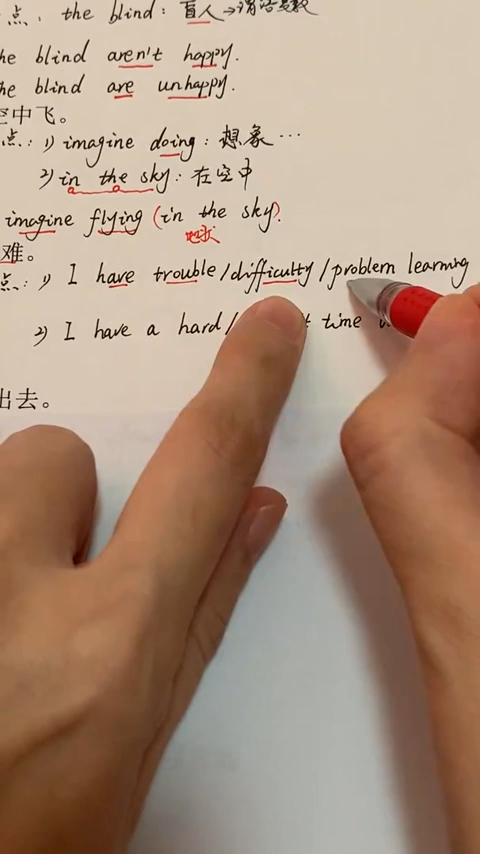 点: the blind: 盲人→谓语复数
he blind aren't happy.
he blind are unhappy.
空中飞。
点: 1) imagine doing: 想象…
2) in the sky: 在空中
imagine flying (in the sky?
地状
难。
点: 1) I have trouble/difficulty/problem learning
2) I have a hard/ time
出去。